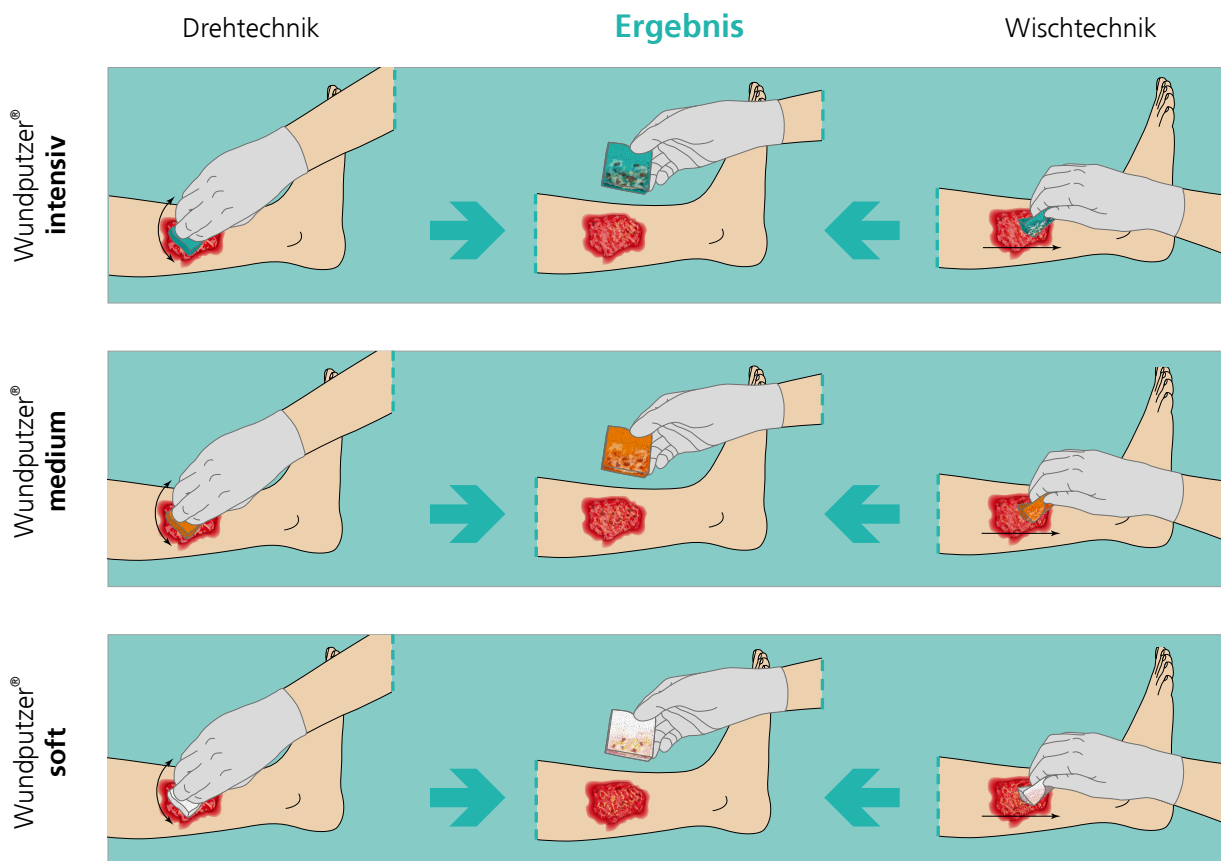 Drehtechnik
Ergebnis
Wischtechnik
Wundputzer®
intensiv
Wundputzer®
medium
Wundputzer®
soft